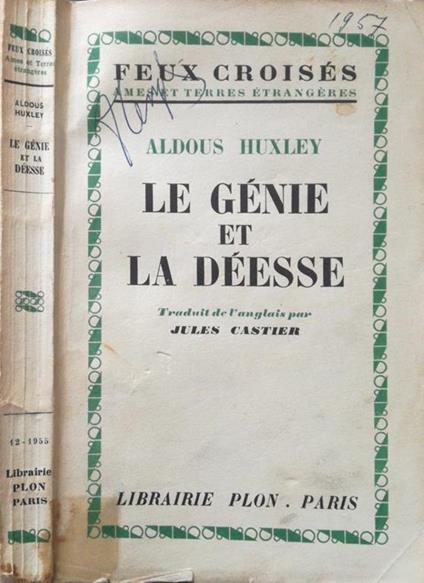 FEUX CROISÉS
Ames et Terres
étrangères
ALDOUS
HUXLEY
LE GÉNIE
ET LA
DÉESSE
12-1955
Librairie
PLON
PARIS
1957
FEUX CROISÉS
AMES ET TERRES ÉTRANGÈRES
ALDOUS HUXLEY
LE GÉNIE
ET
LA DÉESSE
Traduit de l'anglais par
JULES CASTIER
LIBRAIRIE PLON . PARIS